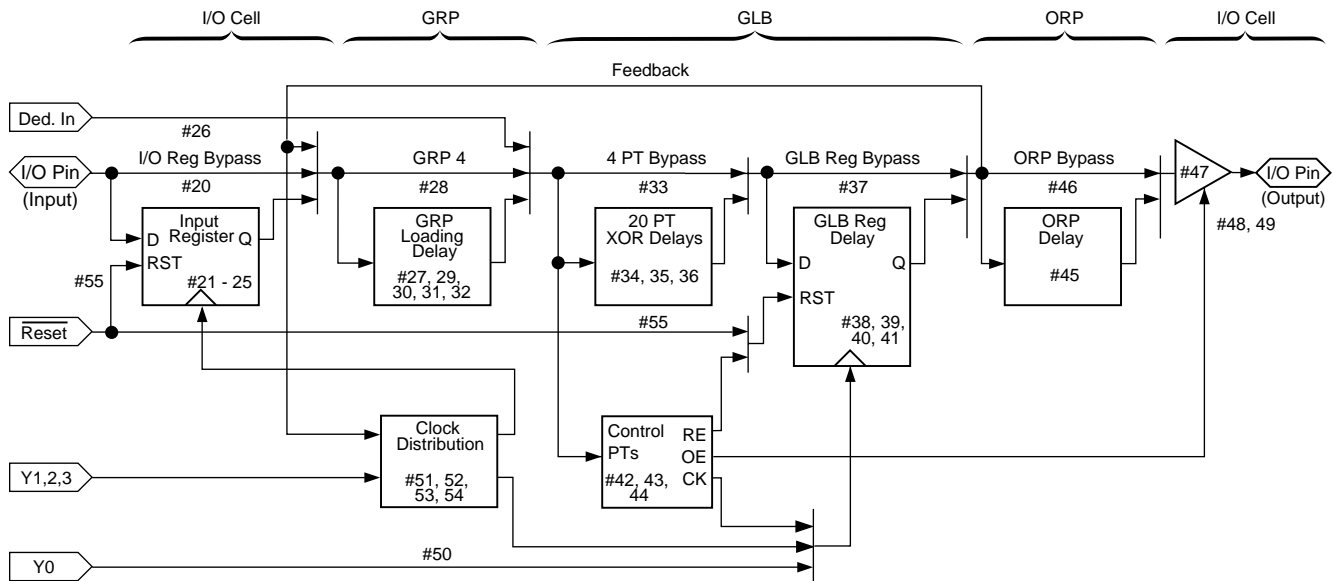 I/O Cell
GRP
GLB
ORP
I/O Cell
Feedback
Ded. In
#26
I/O Pin
(Input)
I/O Reg Bypass
#20
GRP 4
#28
4 PT Bypass
#33
GLB Reg Bypass
#37
ORP Bypass
#46
#47
I/O Pin
(Output)
#48, 49
Input
Register
D
Q
RST
#21 - 25
#55
GRP
Loading
Delay
#27, 29,
30, 31, 32
20 PT
XOR Delays
#34, 35, 36
GLB Reg
Delay
D
Q
RST
#38, 39,
40, 41
ORP
Delay
#45
Reset
#55
Clock
Distribution
#51, 52,
53, 54
Control
PTs
RE
OE
CK
#42, 43,
44
Y1,2,3
Y0
#50